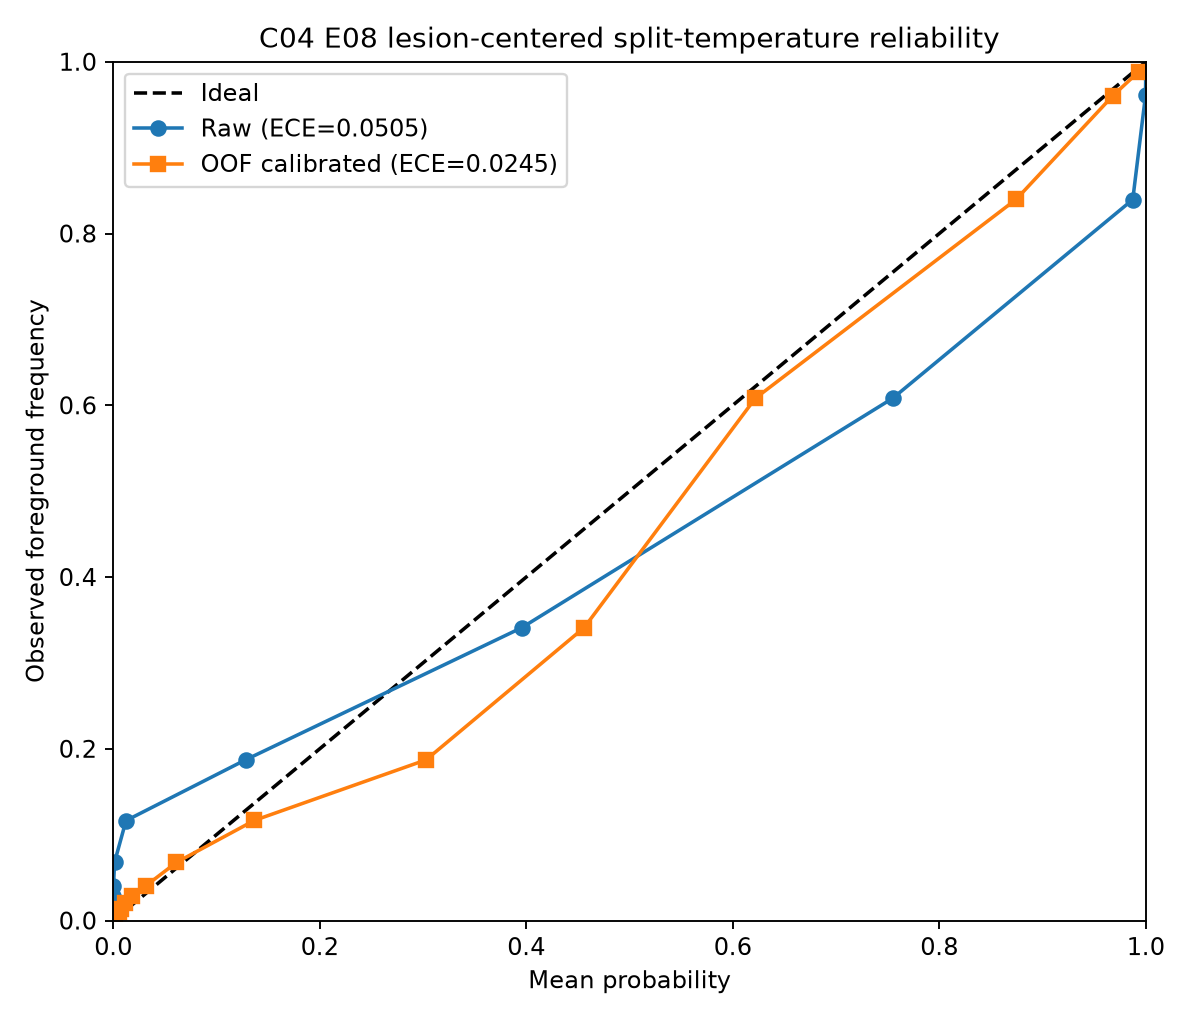 C04 E08 lesion-centered split-temperature reliability
Ideal
Raw (ECE=0.0505)
OOF calibrated (ECE=0.0245)
Observed foreground frequency
1.0
0.8
0.6
0.4
0.2
0.0
0.0 0.2 0.4 0.6 0.8 1.0
Mean probability